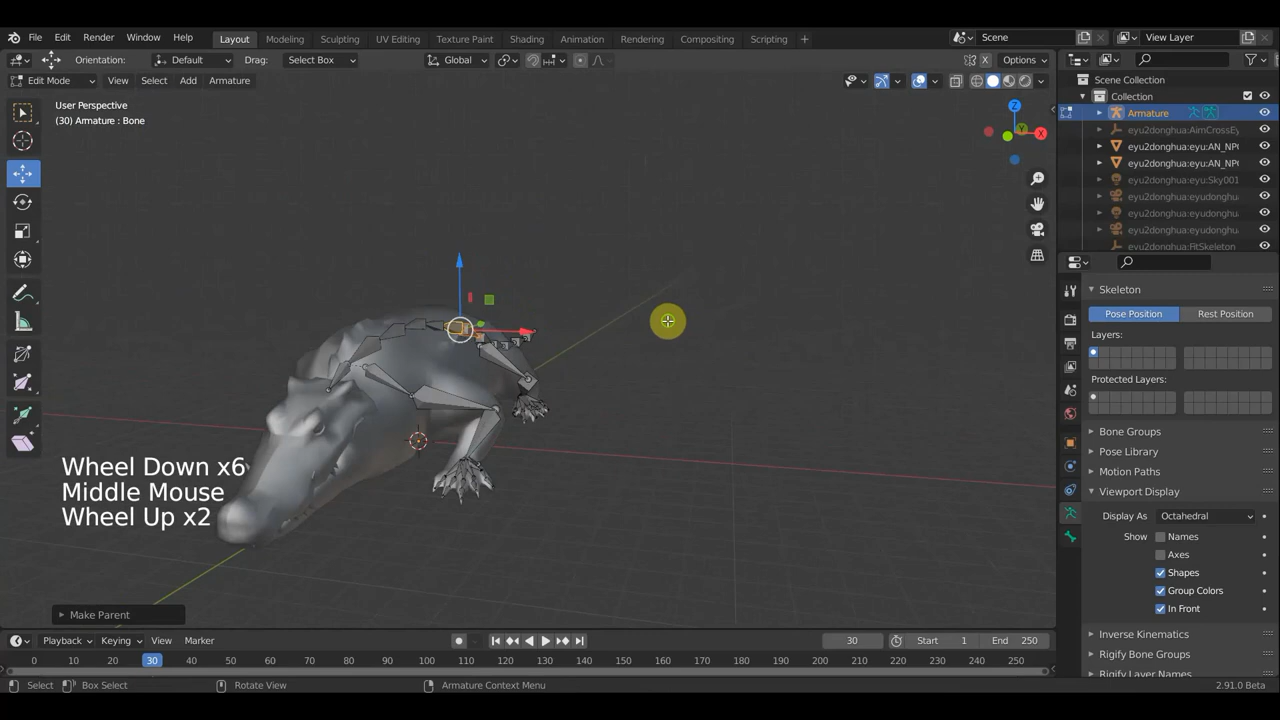 File Edit Render Window Help Layout Modeling Sculpting UV Editing Texture Paint Shading Animation Rendering Compositing Scripting + Scene View Layer
Orientation: Default Drag: Select Box Global Options
Edit Mode View Select Add Armature
User Perspective
(30) Armature : Bone
Z
Y
X
Scene Collection
Collection
Armature
eyu2donghua:AimCrossEy
eyu2donghua:eyu:AN_NPC
eyu2donghua:eyu:AN_NPC
eyu2donghua:eyu:Sky001
eyu2donghua:eyudonghua
eyu2donghua:eyudonghua
eyu2donghua:eyudonghua
eyu2donghua:FitSkeleton
Skeleton
Pose Position Rest Position
Layers:
Protected Layers:
Bone Groups
Pose Library
Motion Paths
Viewport Display
Display As Octahedral
Show Names
Axes
Shapes
Group Colors
In Front
Inverse Kinematics
Rigify Bone Groups
Rigify Layer Names
Wheel Down x6
Middle Mouse
Wheel Up x2
Make Parent
Playback Keying View Marker 30 Start 1 End 250
0 10 20 30 40 50 60 70 80 90 100 110 120 130 140 150 160 170 180 190 200 210 220 230 240 250
Select Box Select Rotate View Armature Context Menu 2.91.0 Beta